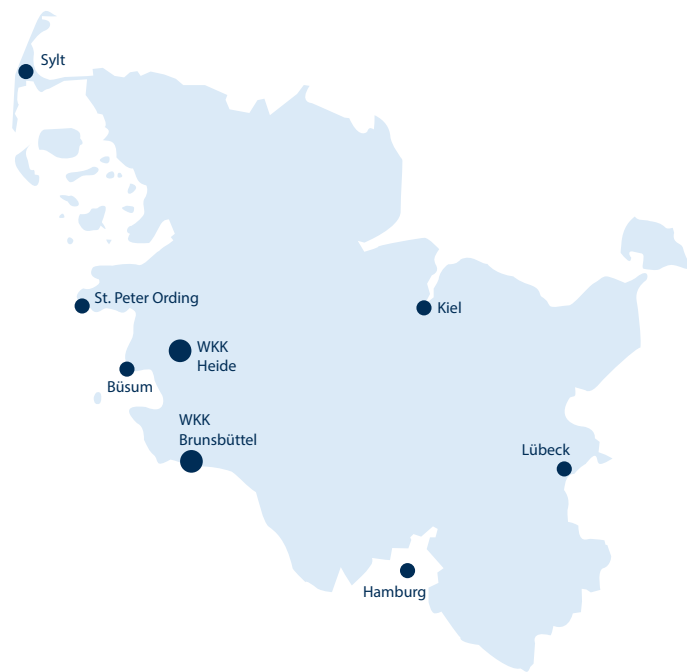 Sylt
St. Peter Ording
Kiel
WKK
Heide
Büsum
WKK
Brunsbüttel
Lübeck
Hamburg